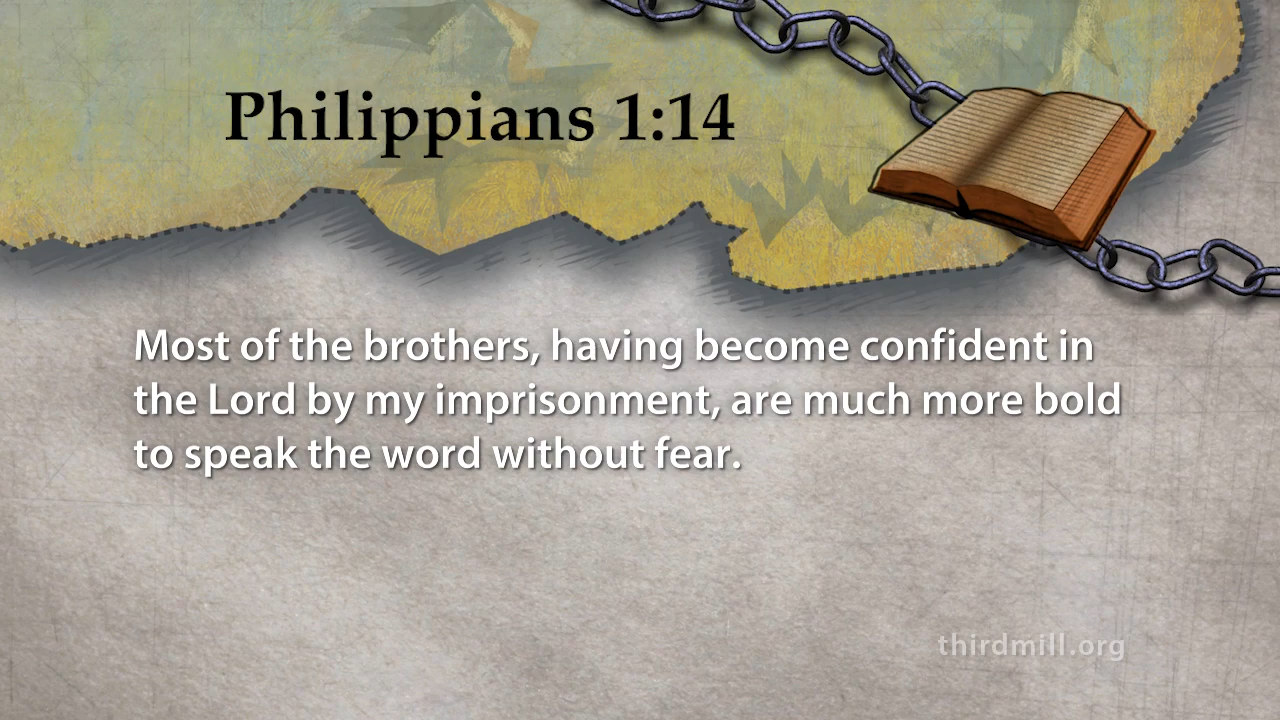 Philippians 1:14
Most of the brothers, having become confident in
the Lord by my imprisonment, are much more bold
to speak the word without fear.
thirdmill.org